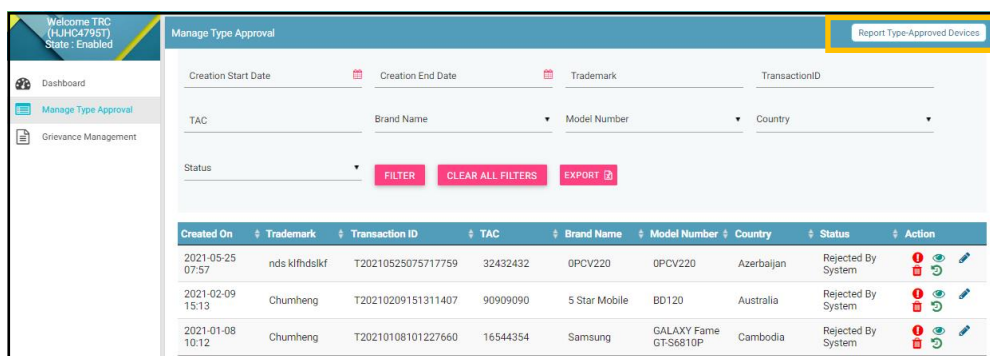 Welcome TRC
(HJHC4795T)
State : Enabled
Manage Type Approval
Report Type-Approved Devices
Dashboard
Manage Type Approval
Grievance Management
Creation Start Date
Creation End Date
Trademark
TransactionID
TAC
Brand Name
Model Number
Country
Status
FILTER
CLEAR ALL FILTERS
EXPORT
Created On Trademark Transaction ID TAC Brand Name Model Number Country Status Action
2021-05-25 07:57 nds klfhdslkf T20210525075717759 32432432 0PCV220 0PCV220 Azerbaijan Rejected By System
2021-02-09 15:13 Chumheng T20210209151311407 90909090 5 Star Mobile BD120 Australia Rejected By System
2021-01-08 10:12 Chumheng T20210108101227660 16544354 Samsung GALAXY Fame GT-S6810P Cambodia Rejected By System